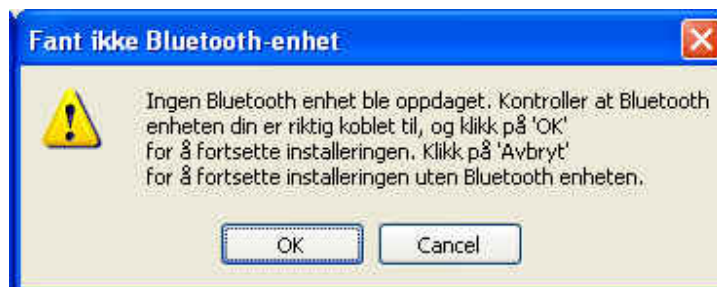 Fant ikke Bluetooth-enhet
Ingen Bluetooth enhet ble oppdaget. Kontroller at Bluetooth
enheten din er riktig koblet til, og klikk på 'OK'
for å fortsette installeringen. Klikk på 'Avbryt'
for å fortsette installeringen uten Bluetooth enheten.
OK
Cancel